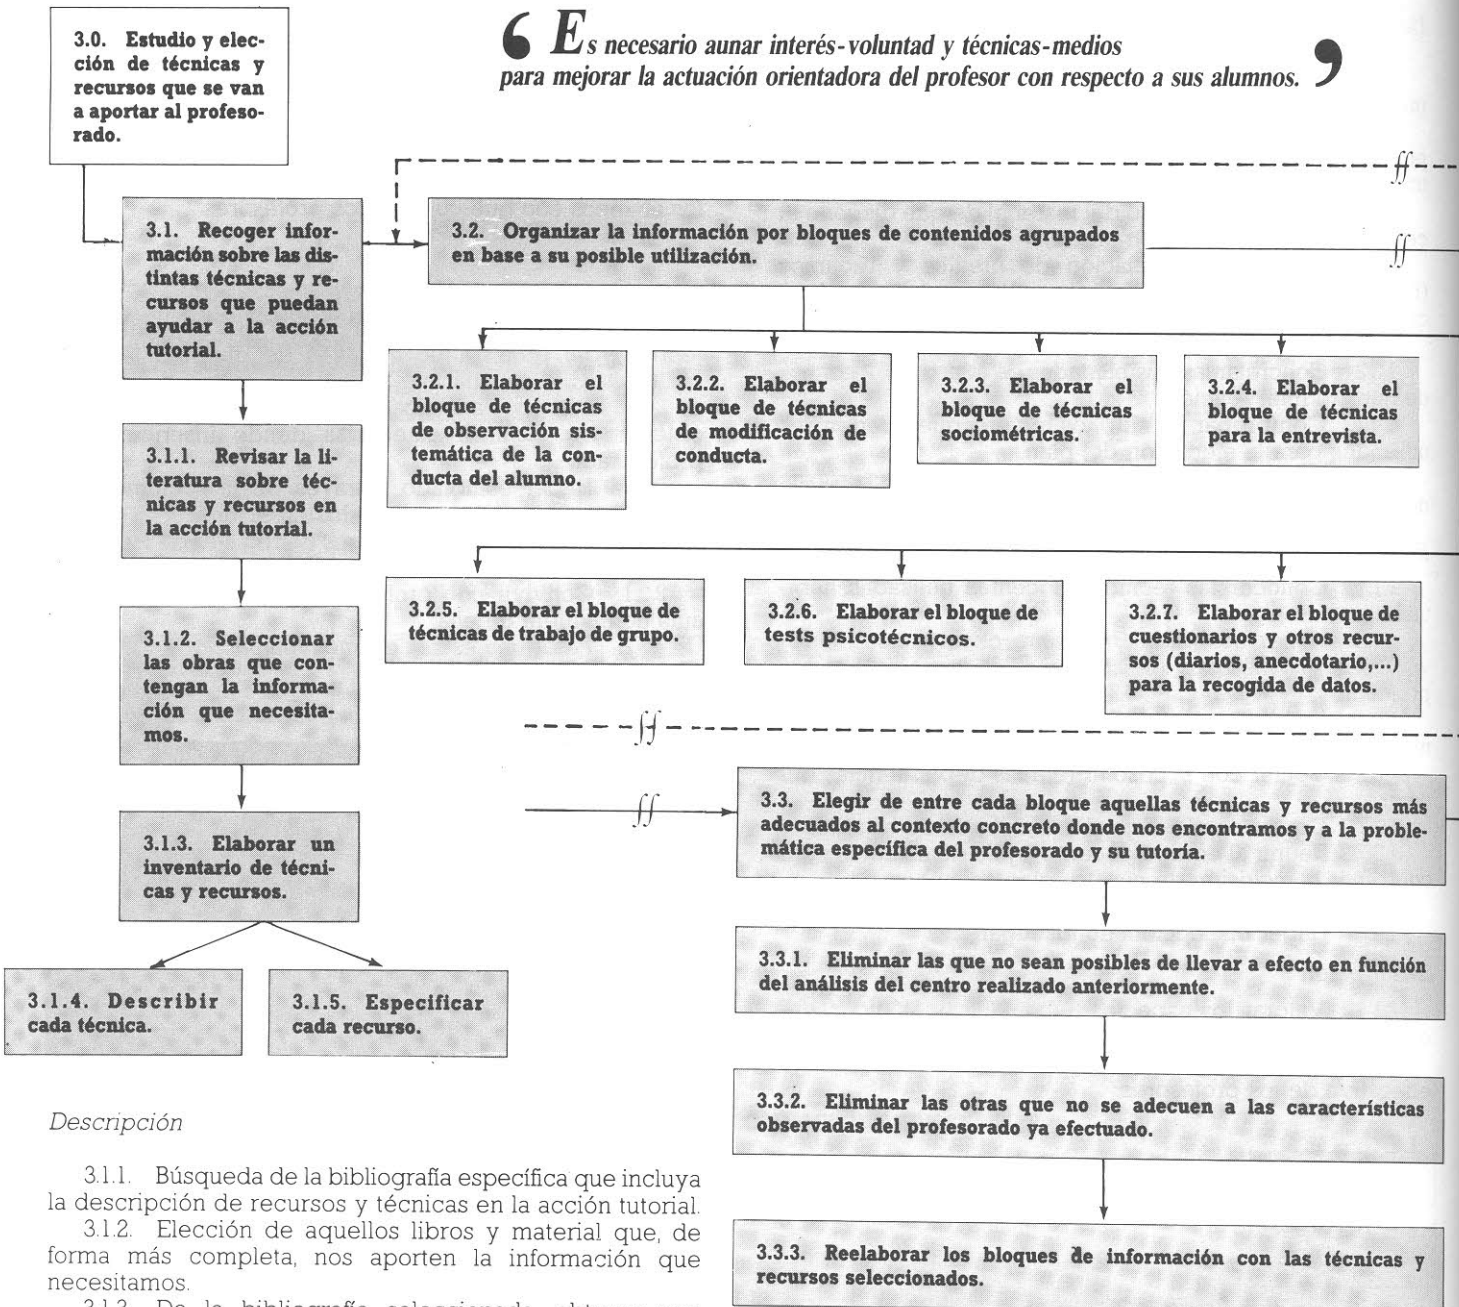 3.0. Estudio y elec-
ción de técnicas y
recursos que se van
a aportar al profeso-
rado.
‘ Es necesario aunar interés-voluntad y técnicas-medios
para mejorar la actuación orientadora del profesor con respecto a sus alumnos. ’
3.1. Recoger infor-
mación sobre las dis-
tintas técnicas y re-
cursos que puedan
ayudar a la acción
tutorial.
3.2. Organizar la información por bloques de contenidos agrupados
en base a su posible utilización.
3.2.1. Elaborar el
bloque de técnicas
de observación sis-
temática de la con-
ducta del alumno.
3.2.2. Elaborar el
bloque de técnicas
de modificación de
conducta.
3.2.3. Elaborar el
bloque de técnicas
sociométricas.
3.2.4. Elaborar el
bloque de técnicas
para la entrevista.
3.1.1. Revisar la li-
teratura sobre téc-
nicas y recursos en
la acción tutorial.
3.2.5. Elaborar el bloque de
técnicas de trabajo de grupo.
3.2.6. Elaborar el bloque de
tests psicotécnicos.
3.2.7. Elaborar el bloque de
cuestionarios y otros recur-
sos (diarios, anecdotario,...)
para la recogida de datos.
3.1.2. Seleccionar
las obras que con-
tengan la informa-
ción que necesita-
mos.
3.3. Elegir de entre cada bloque aquellas técnicas y recursos más
adecuados al contexto concreto donde nos encontramos y a la proble-
mática específica del profesorado y su tutoría.
3.1.3. Elaborar un
inventario de técni-
cas y recursos.
3.1.4. Describir
cada técnica.
3.1.5. Especificar
cada recurso.
3.3.1. Eliminar las que no sean posibles de llevar a efecto en función
del análisis del centro realizado anteriormente.
3.3.2. Eliminar las otras que no se adecuen a las características
observadas del profesorado ya efectuado.
3.3.3. Reelaborar los bloques de información con las técnicas y
recursos seleccionados.
Descripción
3.1.1. Búsqueda de la bibliografía específica que incluya
la descripción de recursos y técnicas en la acción tutorial.
3.1.2. Elección de aquellos libros y material que, de
forma más completa, nos aporten la información que
necesitamos.
3.1.3. De la bibliografía seleccionada